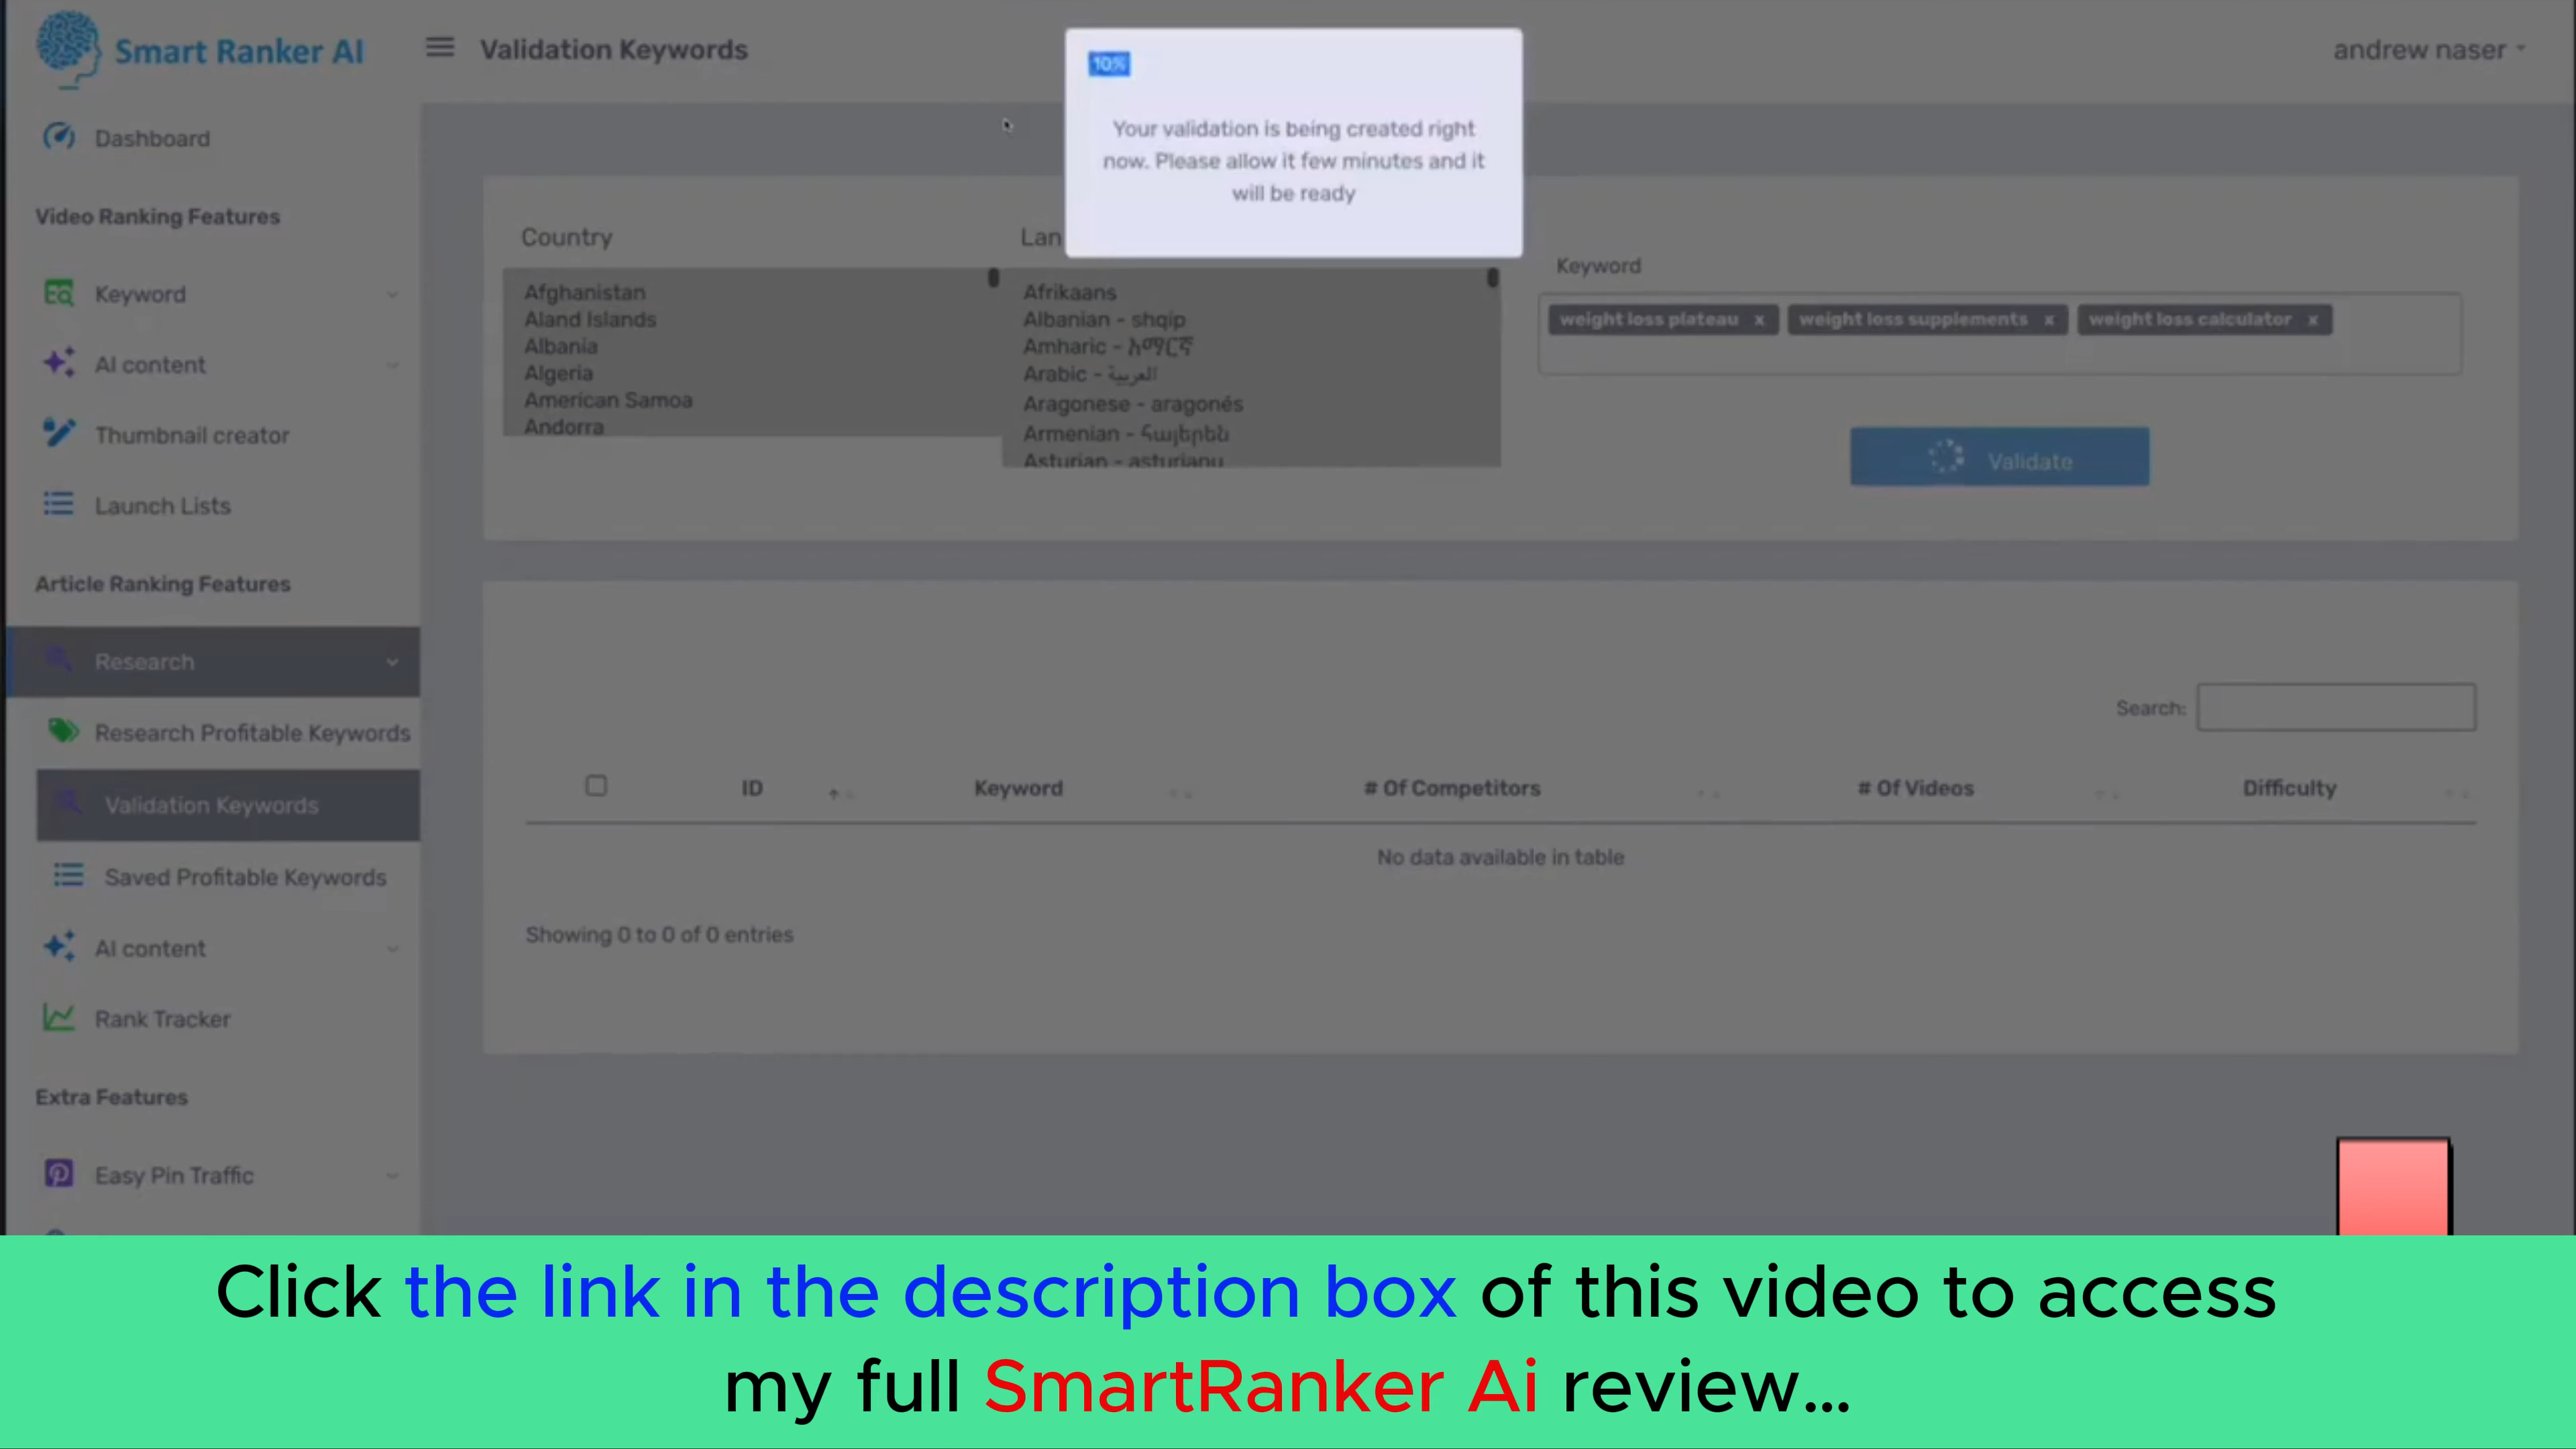 Smart Ranker AI
Validation Keywords
andrew naser
10%
Your validation is being created right
now. Please allow it few minutes and it
will be ready
Dashboard
Video Ranking Features
Keyword
AI content
Thumbnail creator
Launch Lists
Article Ranking Features
Research
Research Profitable Keywords
Validation Keywords
Saved Profitable Keywords
AI content
Rank Tracker
Extra Features
Easy Pin Traffic
Country
Afghanistan
Aland Islands
Albania
Algeria
American Samoa
Andorra
Lan
Afrikaans
Albanian - shqip
Amharic - አማርኛ
Arabic - العربية
Aragonese - aragonés
Armenian - հայերեն
Asturian - asturianu
Keyword
weight loss plateau x weight loss supplements x weight loss calculator x
Validate
Search:
ID Keyword # Of Competitors # Of Videos Difficulty
No data available in table
Showing 0 to 0 of 0 entries
Click the link in the description box of this video to access
my full SmartRanker Ai review...